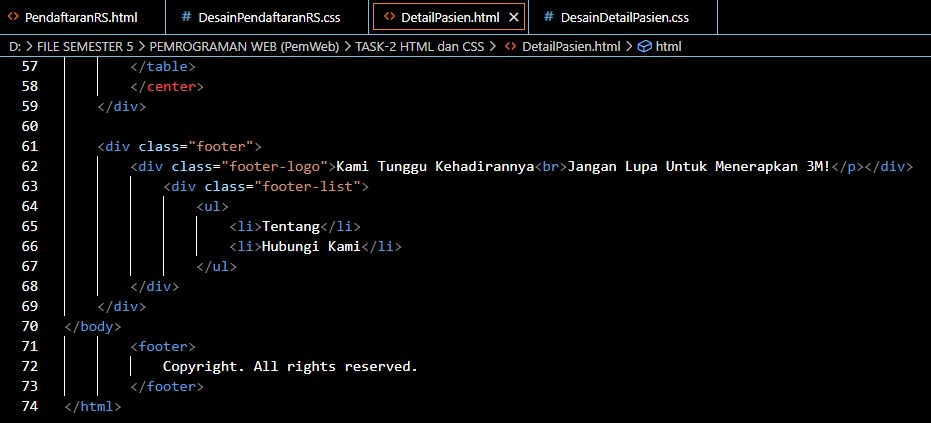 PendaftaranRS.html # DesainPendaftaranRS.css DetailPasien.html # DesainDetailPasien.css
D: > FILE SEMESTER 5 > PEMROGRAMAN WEB (PemWeb) > TASK-2 HTML dan CSS > DetailPasien.html > html
57 </table>
58 </center>
59 </div>
60
61 <div class="footer">
62 <div class="footer-logo">Kami Tunggu Kehadirannya<br>Jangan Lupa Untuk Menerapkan 3M!</p></div>
63 <div class="footer-list">
64 <ul>
65 <li>Tentang</li>
66 <li>Hubungi Kami</li>
67 </ul>
68 </div>
69 </div>
70 </body>
71 <footer>
72 Copyright. All rights reserved.
73 </footer>
74 </html>